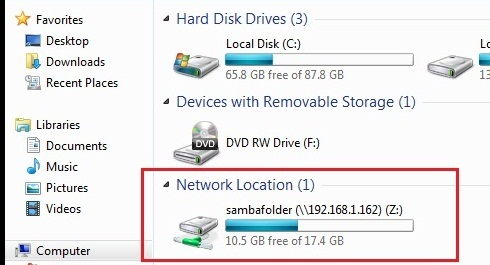 Favorites
Desktop
Downloads
Recent Places
Libraries
Documents
Music
Pictures
Videos
Computer
Hard Disk Drives (3)
Local Disk (C:)
65.8 GB free of 87.8 GB
Devices with Removable Storage (1)
DVD
DVD RW Drive (F:)
Network Location (1)
sambafolder (\\192.168.1.162) (Z:)
10.5 GB free of 17.4 GB